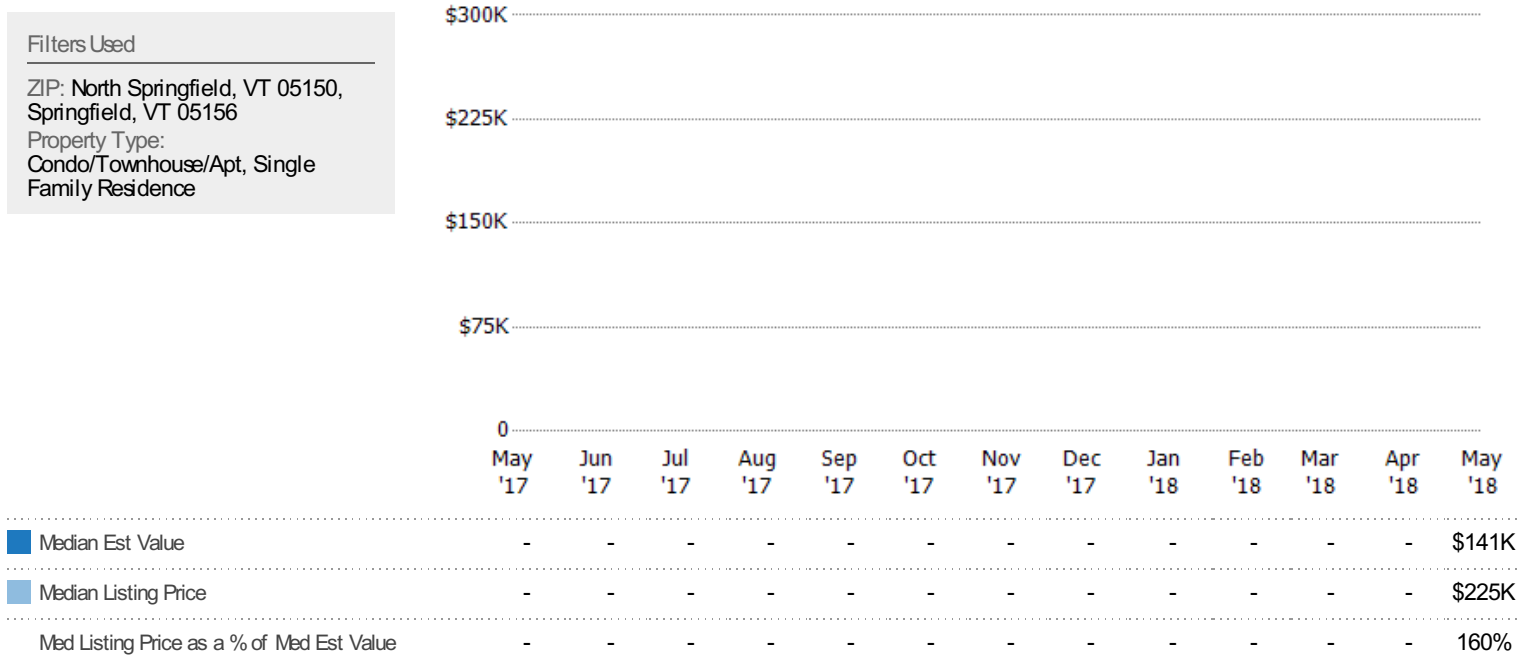 Filters Used
ZIP: North Springfield, VT 05150,
Springfield, VT 05156
Property Type:
Condo/Townhouse/Apt, Single
Family Residence
$300K
$225K
$150K
$75K
0
May Jun Jul Aug Sep Oct Nov Dec Jan Feb Mar Apr May
'17 '17 '17 '17 '17 '17 '17 '17 '18 '18 '18 '18 '18
Median Est Value - - - - - - - - - - - - $141K
Median Listing Price - - - - - - - - - - - - $225K
Med Listing Price as a % of Med Est Value - - - - - - - - - - - - 160%